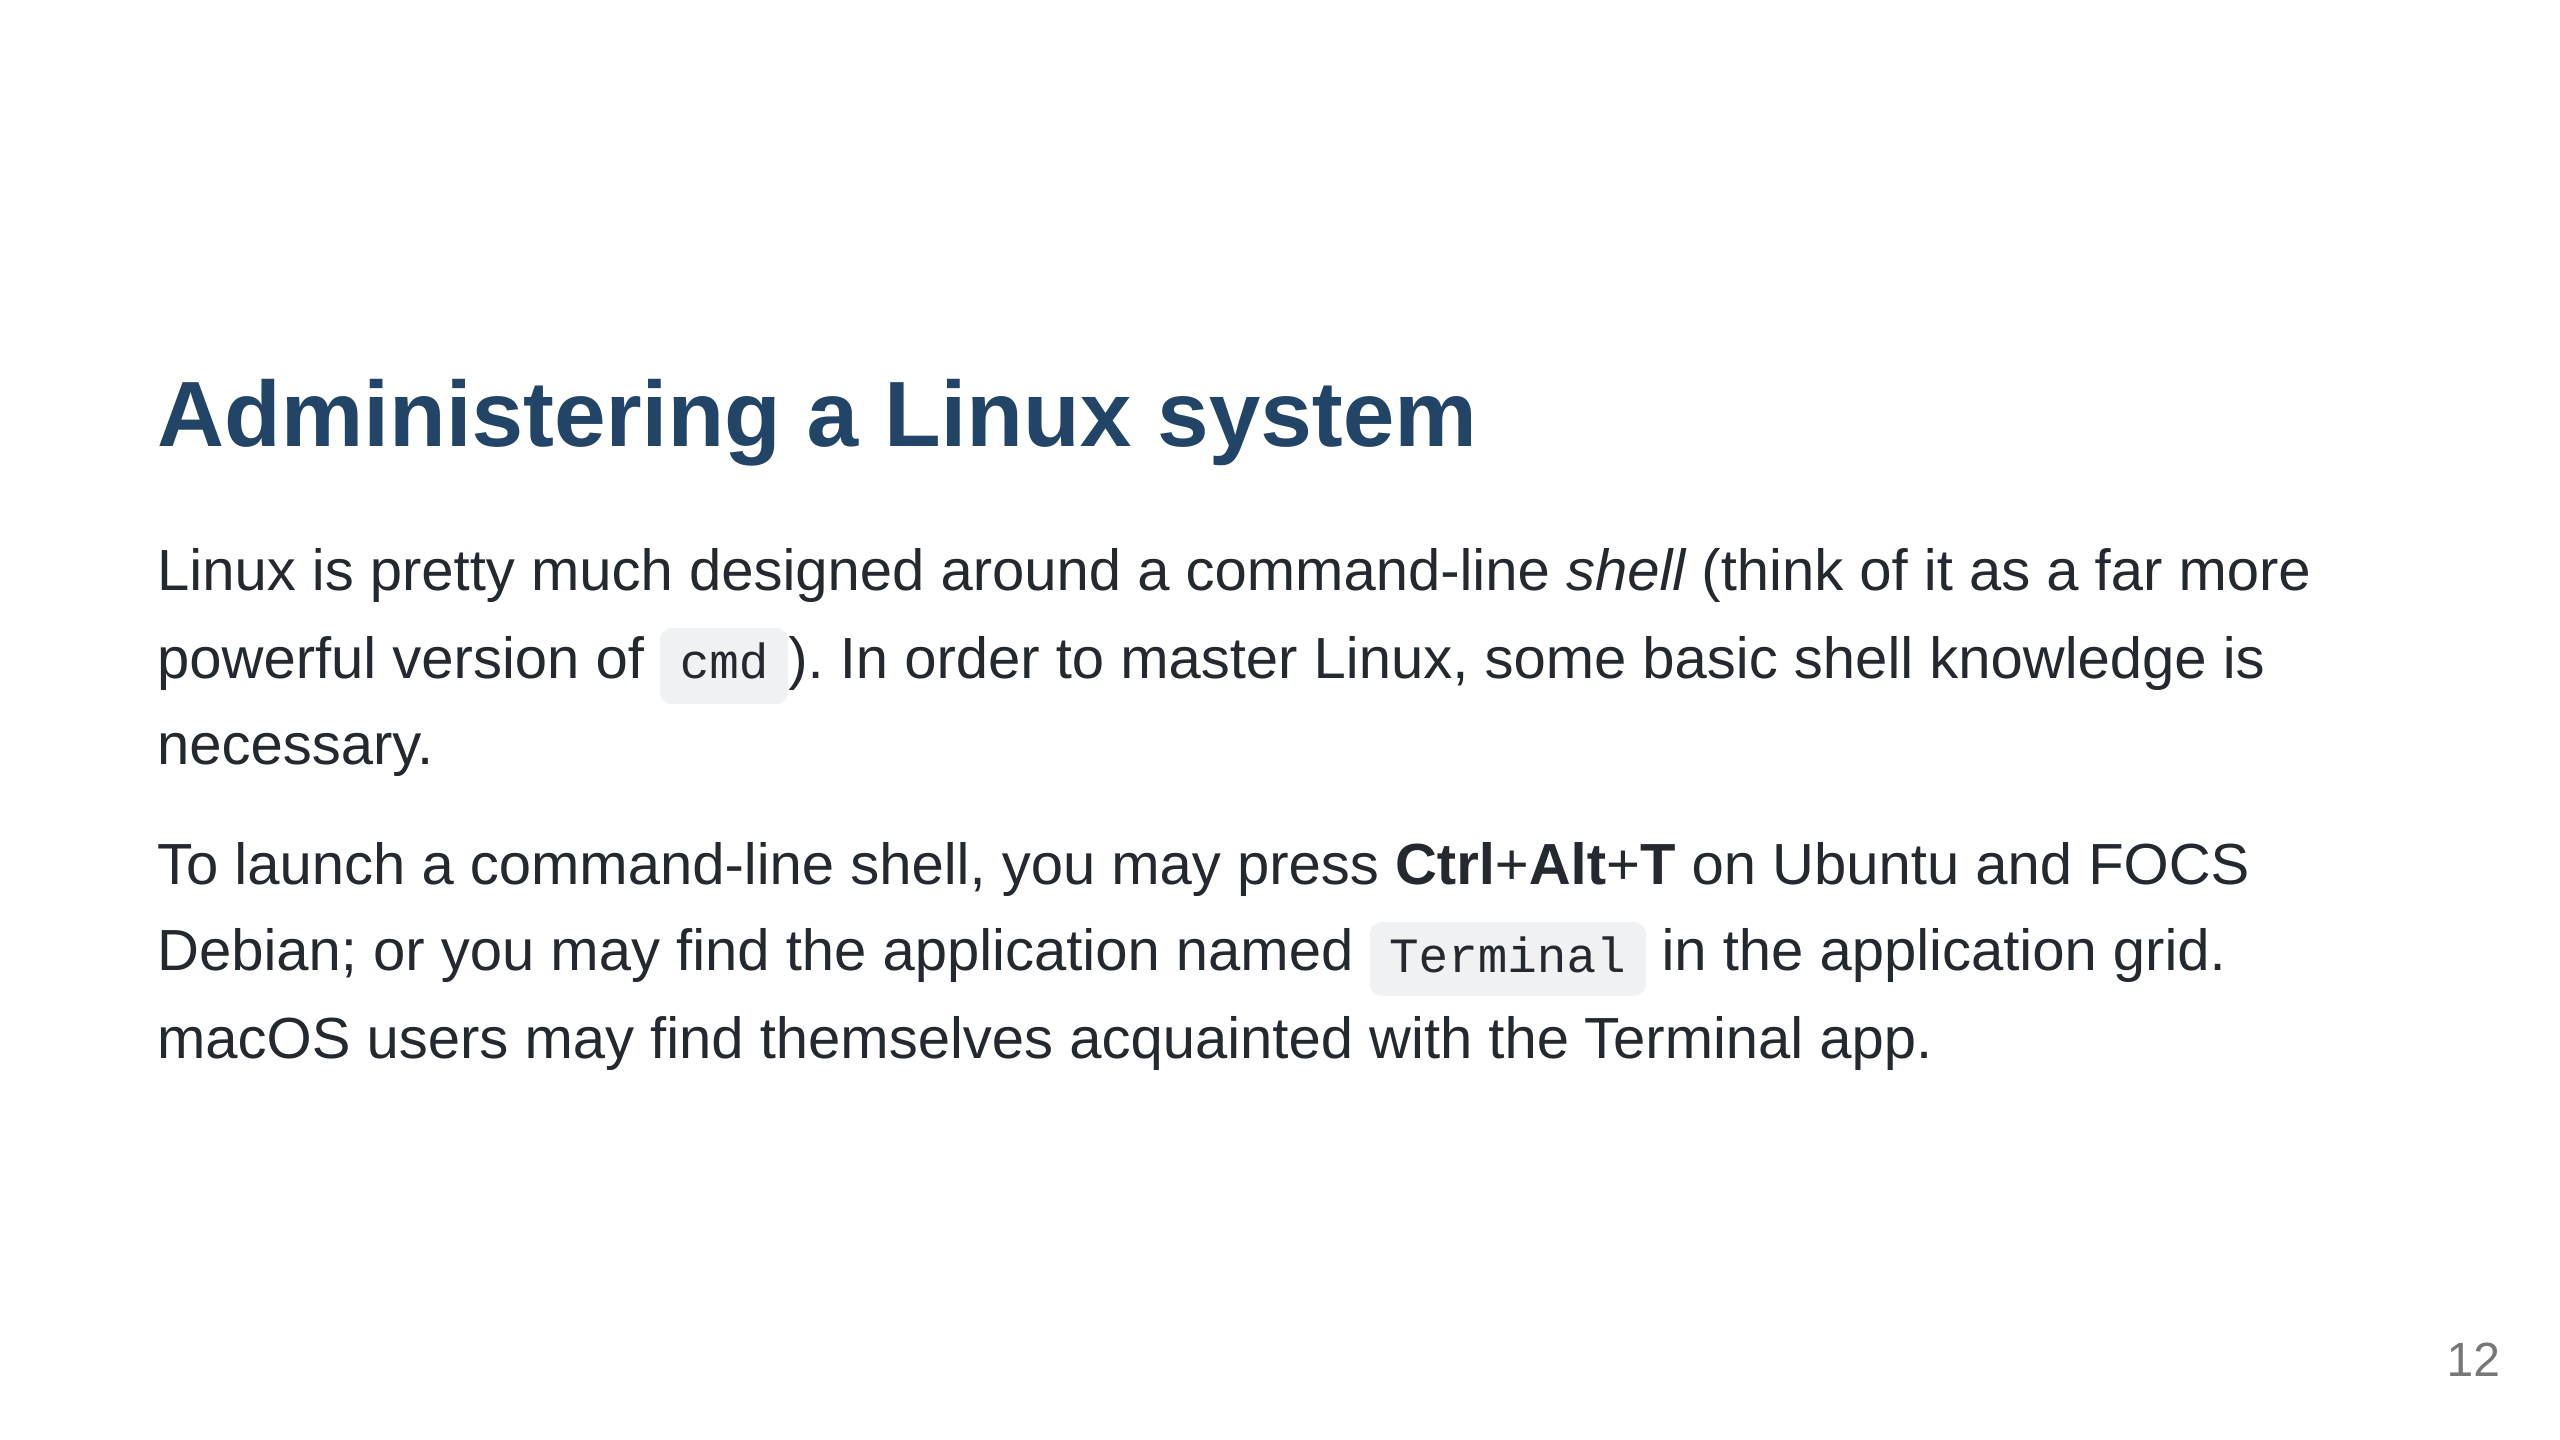 Administering a Linux system
Linux is pretty much designed around a command-line shell (think of it as a far more
powerful version of cmd). In order to master Linux, some basic shell knowledge is
necessary.
To launch a command-line shell, you may press Ctrl+Alt+T on Ubuntu and FOCS
Debian; or you may find the application named Terminal in the application grid.
macOS users may find themselves acquainted with the Terminal app.
12